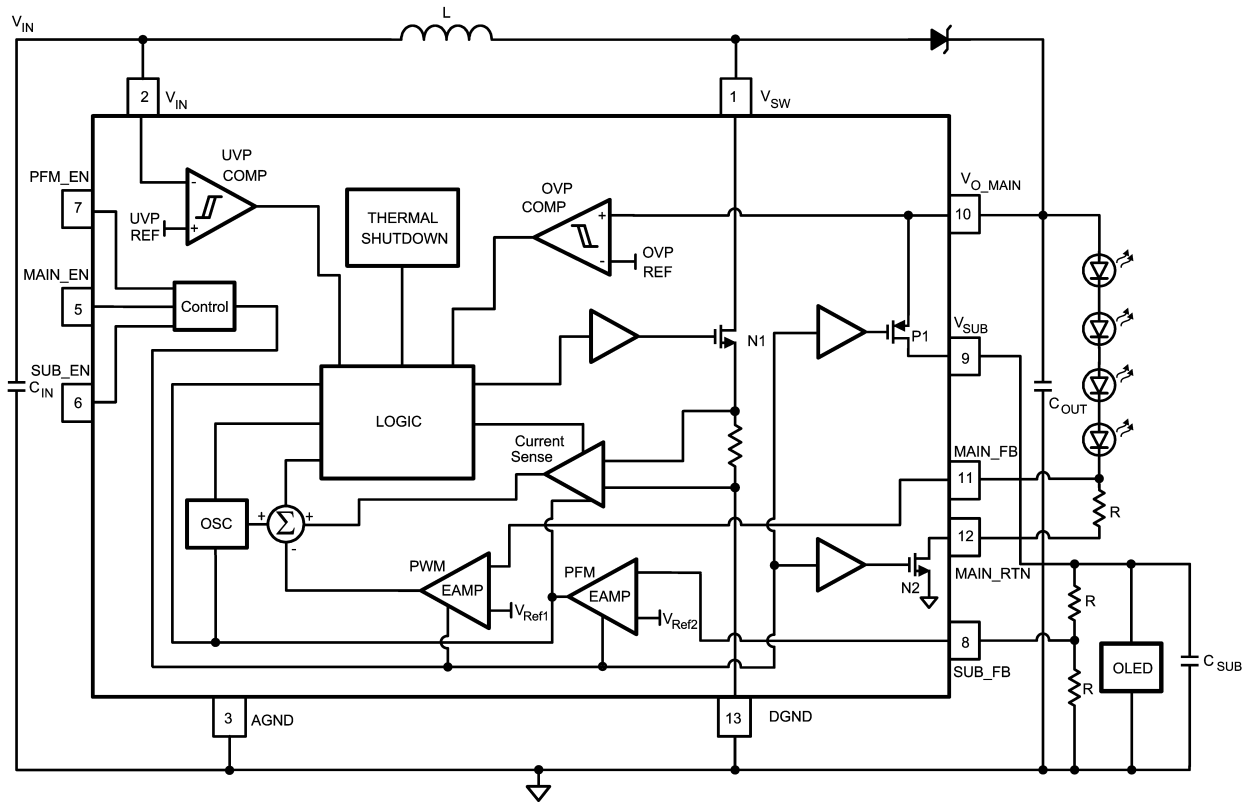 V_IN
L
2
V_IN
1
V_SW
UVP
COMP
PFM_EN
7
-
+
UVP
REF
THERMAL
SHUTDOWN
OVP
COMP
+
-
OVP
REF
V_O_MAIN
10
MAIN_EN
5
Control
N1
P1
V_SUB
9
SUB_EN
6
C_IN
LOGIC
C_OUT
Current
Sense
MAIN_FB
11
R
OSC
+
Σ
+
-
12
MAIN_RTN
N2
PWM
EAMP
V_Ref1
PFM
EAMP
V_Ref2
R
8
SUB_FB
R
OLED
C_SUB
3
AGND
13
DGND